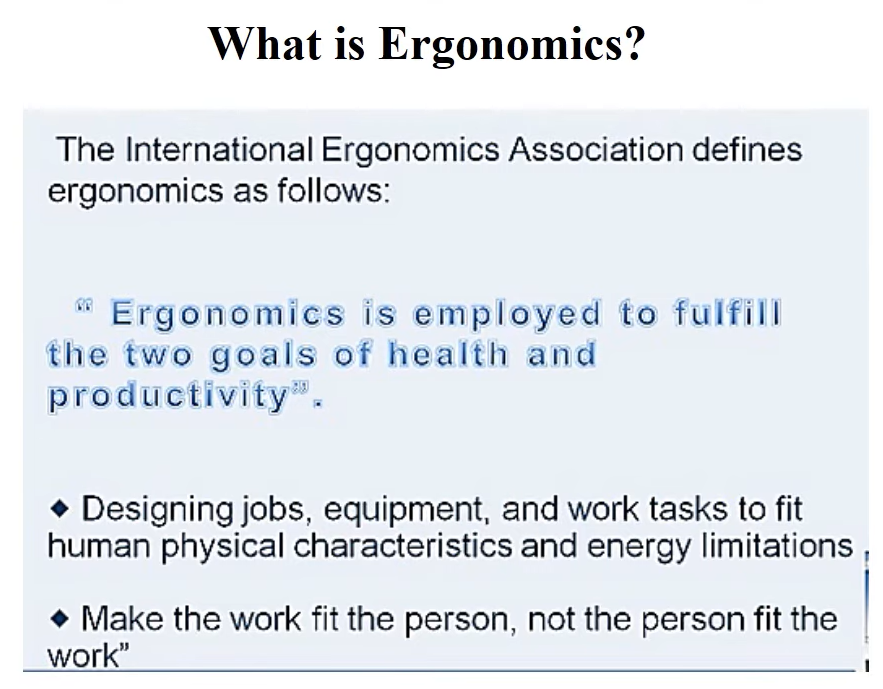 What is Ergonomics?
The International Ergonomics Association defines
ergonomics as follows:
“ Ergonomics is employed to fulfill
the two goals of health and
productivity”.
◆ Designing jobs, equipment, and work tasks to fit
human physical characteristics and energy limitations
◆ Make the work fit the person, not the person fit the
work”